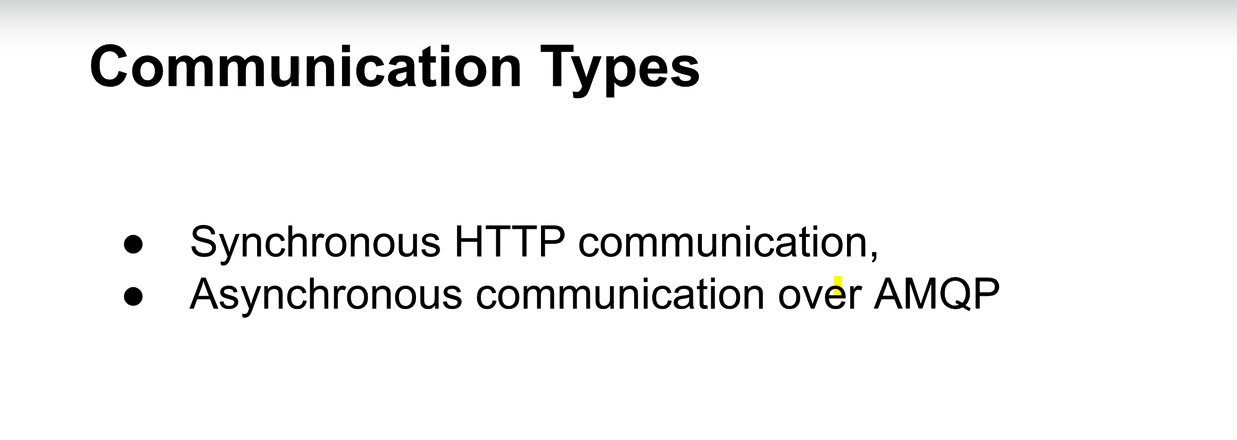 Communication Types
● Synchronous HTTP communication,
● Asynchronous communication over AMQP